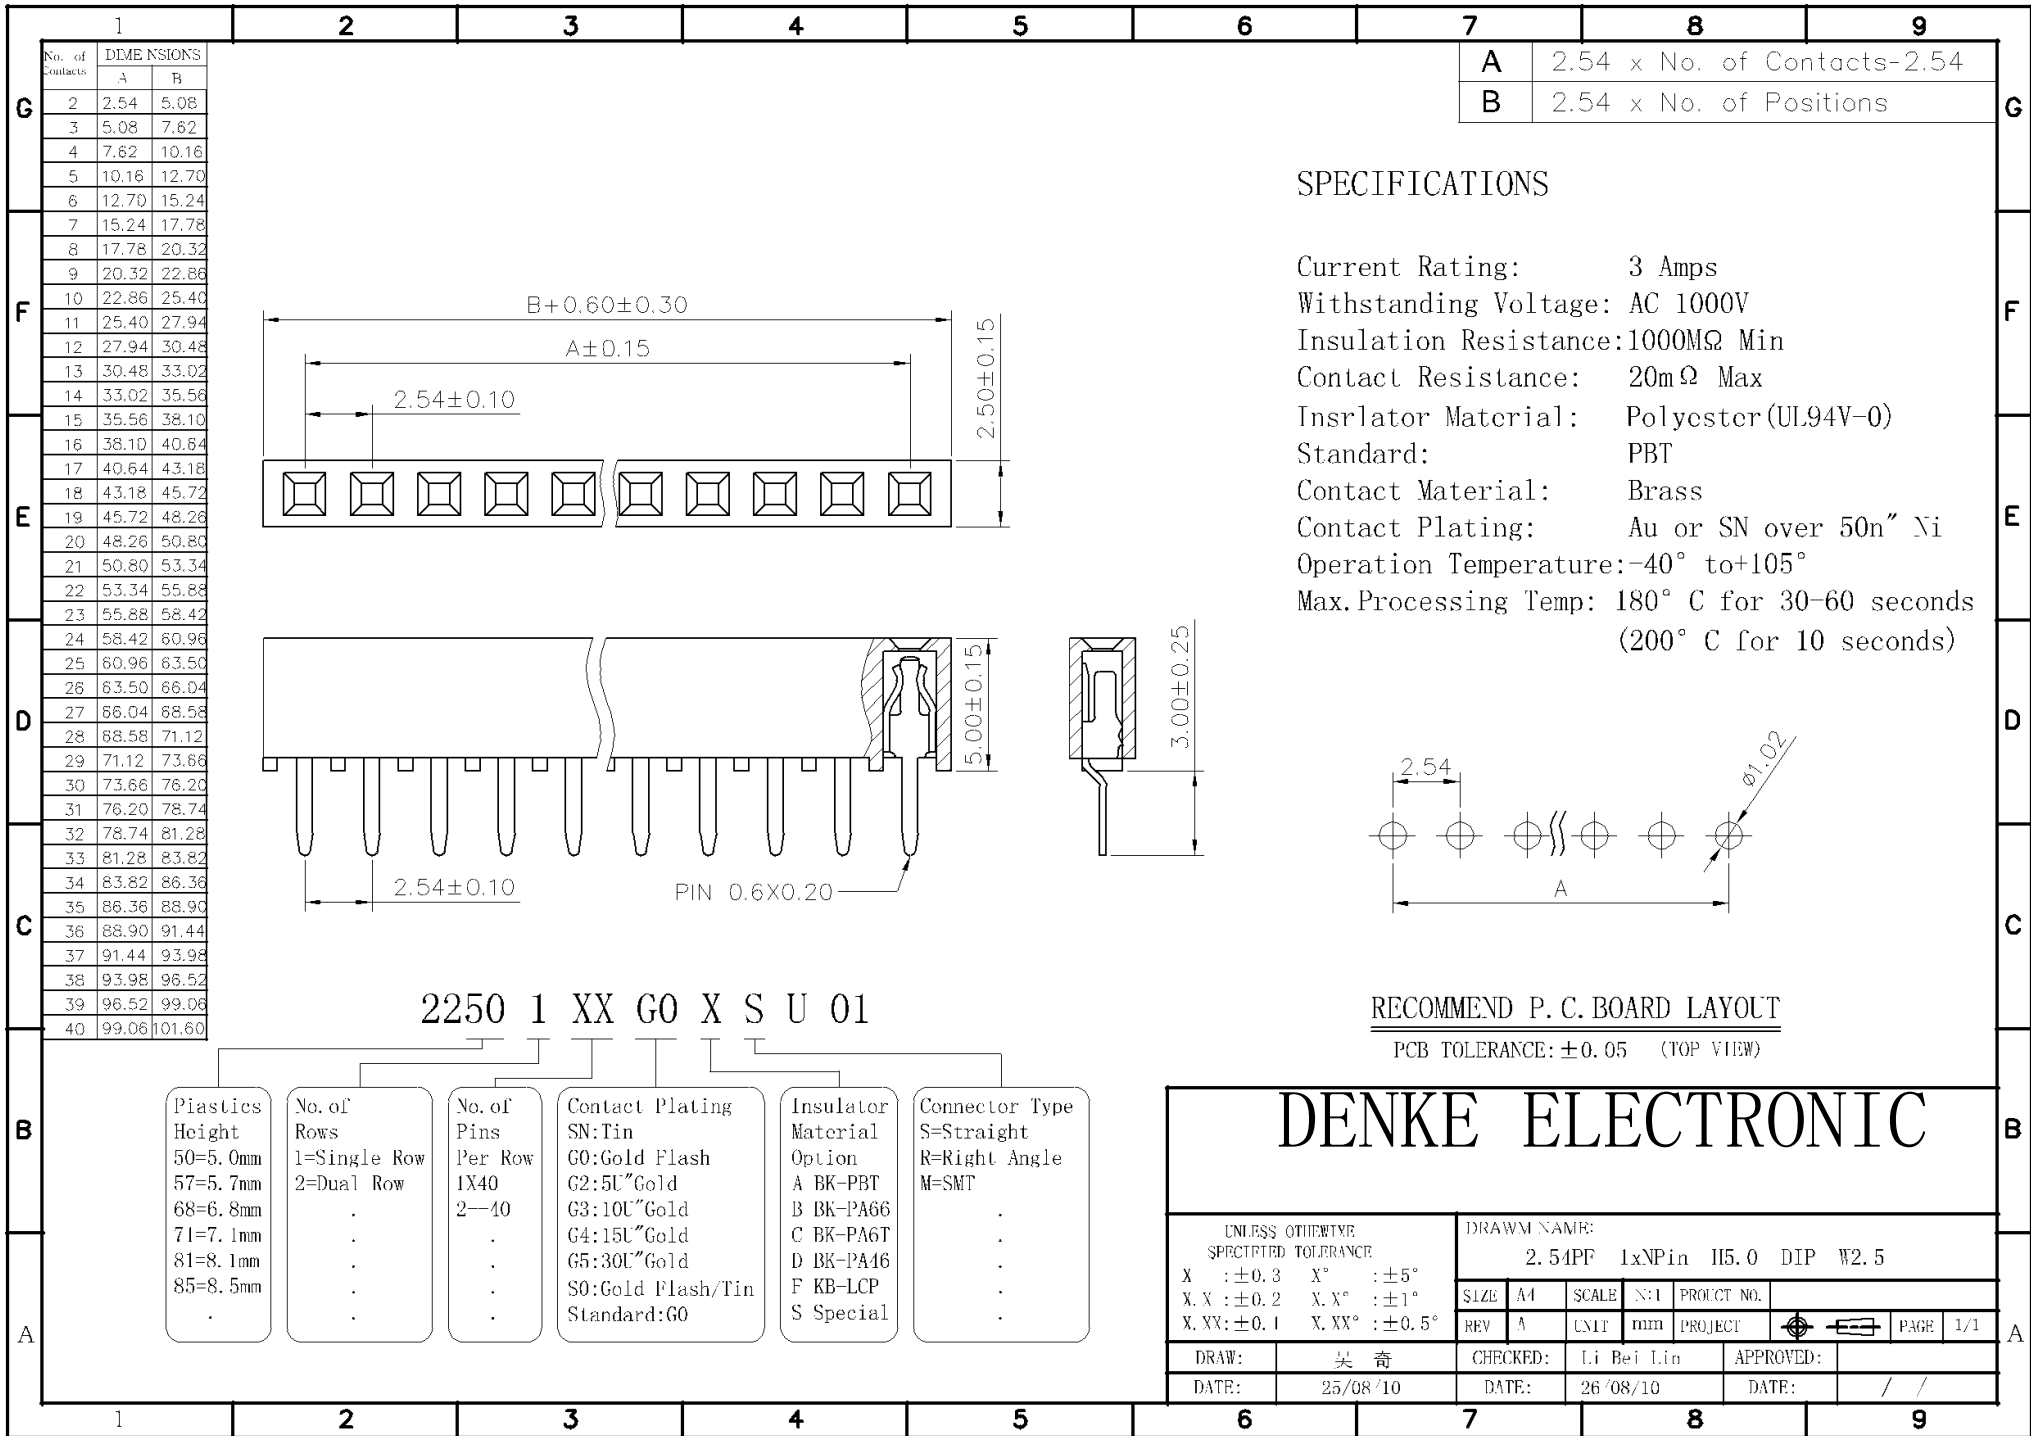 1 2 3 4 5 6 7 8 9
G F E D C B A
No. of Contacts DIMENSIONS
A B
2 2.54 5.08
3 5.08 7.62
4 7.62 10.16
5 10.16 12.70
6 12.70 15.24
7 15.24 17.78
8 17.78 20.32
9 20.32 22.86
10 22.86 25.40
11 25.40 27.94
12 27.94 30.48
13 30.48 33.02
14 33.02 35.56
15 35.56 38.10
16 38.10 40.64
17 40.64 43.18
18 43.18 45.72
19 45.72 48.26
20 48.26 50.80
21 50.80 53.34
22 53.34 55.88
23 55.88 58.42
24 58.42 60.96
25 60.96 63.50
26 63.50 66.04
27 66.04 68.58
28 68.58 71.12
29 71.12 73.66
30 73.66 76.20
31 76.20 78.74
32 78.74 81.28
33 81.28 83.82
34 83.82 86.36
35 86.36 88.90
36 88.90 91.44
37 91.44 93.98
38 93.98 96.52
39 96.52 99.06
40 99.06 101.60
A 2.54 x No. of Contacts-2.54
B 2.54 x No. of Positions
SPECIFICATIONS
Current Rating: 3 Amps
Withstanding Voltage: AC 1000V
Insulation Resistance:1000MΩ Min
Contact Resistance: 20mΩ Max
Insrlator Material: Polyester(UL94V-0)
Standard: PBT
Contact Material: Brass
Contact Plating: Au or SN over 50n″ Ni
Operation Temperature:-40° to+105°
Max.Processing Temp: 180° C for 30-60 seconds
(200° C for 10 seconds)
B+0.60±0.30
A±0.15
2.54±0.10
2.50±0.15
5.00±0.15
3.00±0.25
2.54±0.10
PIN 0.6X0.20
2.54
ø1.02
A
RECOMMEND P.C.BOARD LAYOUT
PCB TOLERANCE:±0.05 (TOP VIEW)
2250 1 XX G0 X S U 01
Piastics
Height
50=5.0mm
57=5.7mm
68=6.8mm
71=7.1mm
81=8.1mm
85=8.5mm
.
No.of
Rows
1=Single Row
2=Dual Row
.
.
.
.
.
No.of
Pins
Per Row
1X40
2--40
.
.
.
.
Contact Plating
SN:Tin
G0:Gold Flash
G2:5U″Gold
G3:10U″Gold
G4:15U″Gold
G5:30U″Gold
S0:Gold Flash/Tin
Standard:G0
Insulator
Material
Option
A BK-PBT
B BK-PA66
C BK-PA6T
D BK-PA46
F KB-LCP
S Special
Connector Type
S=Straight
R=Right Angle
M=SMT
.
.
.
.
.
DENKE ELECTRONIC
UNLESS OTHEWIVE
SPECIFIED TOLERANCE
X :±0.3 X° :±5°
X.X :±0.2 X.X° :±1°
X.XX:±0.1 X.XX° :±0.5°
DRAWM NAME:
2.54PF 1xNPin H5.0 DIP W2.5
SIZE A4 SCALE N:1 PROUCT NO.
REV A UNIT mm PROJECT PAGE 1/1
DRAW: 吴 奇 CHECKED: Li Bei Lin APPROVED:
DATE: 25/08/10 DATE: 26/08/10 DATE: / /
1 2 3 4 5 6 7 8 9
G F E D C B A